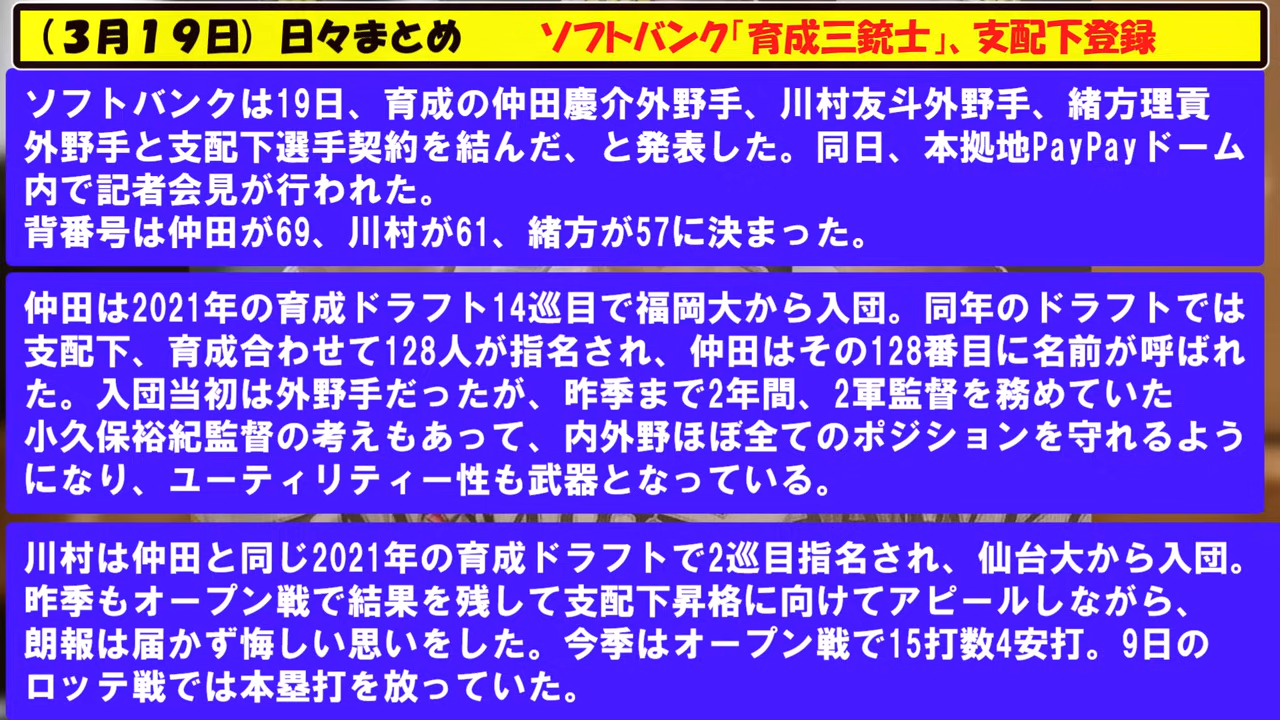 (３月１９日) 日々まとめ　ソフトバンク「育成三銃士」、支配下登録
ソフトバンクは19日、育成の仲田慶介外野手、川村友斗外野手、緒方理貢
外野手と支配下選手契約を結んだ、と発表した。同日、本拠地PayPayドーム
内で記者会見が行われた。
背番号は仲田が69、川村が61、緒方が57に決まった。
仲田は2021年の育成ドラフト14巡目で福岡大から入団。同年のドラフトでは
支配下、育成合わせて128人が指名され、仲田はその128番目に名前が呼ばれ
た。入団当初は外野手だったが、昨季まで2年間、2軍監督を務めていた
小久保裕紀監督の考えもあって、内外野ほぼ全てのポジションを守れるよう
になり、ユーティリティー性も武器となっている。
川村は仲田と同じ2021年の育成ドラフトで2巡目指名され、仙台大から入団。
昨季もオープン戦で結果を残して支配下昇格に向けてアピールしながら、
朗報は届かず悔しい思いをした。今季はオープン戦で15打数4安打。9日の
ロッテ戦では本塁打を放っていた。